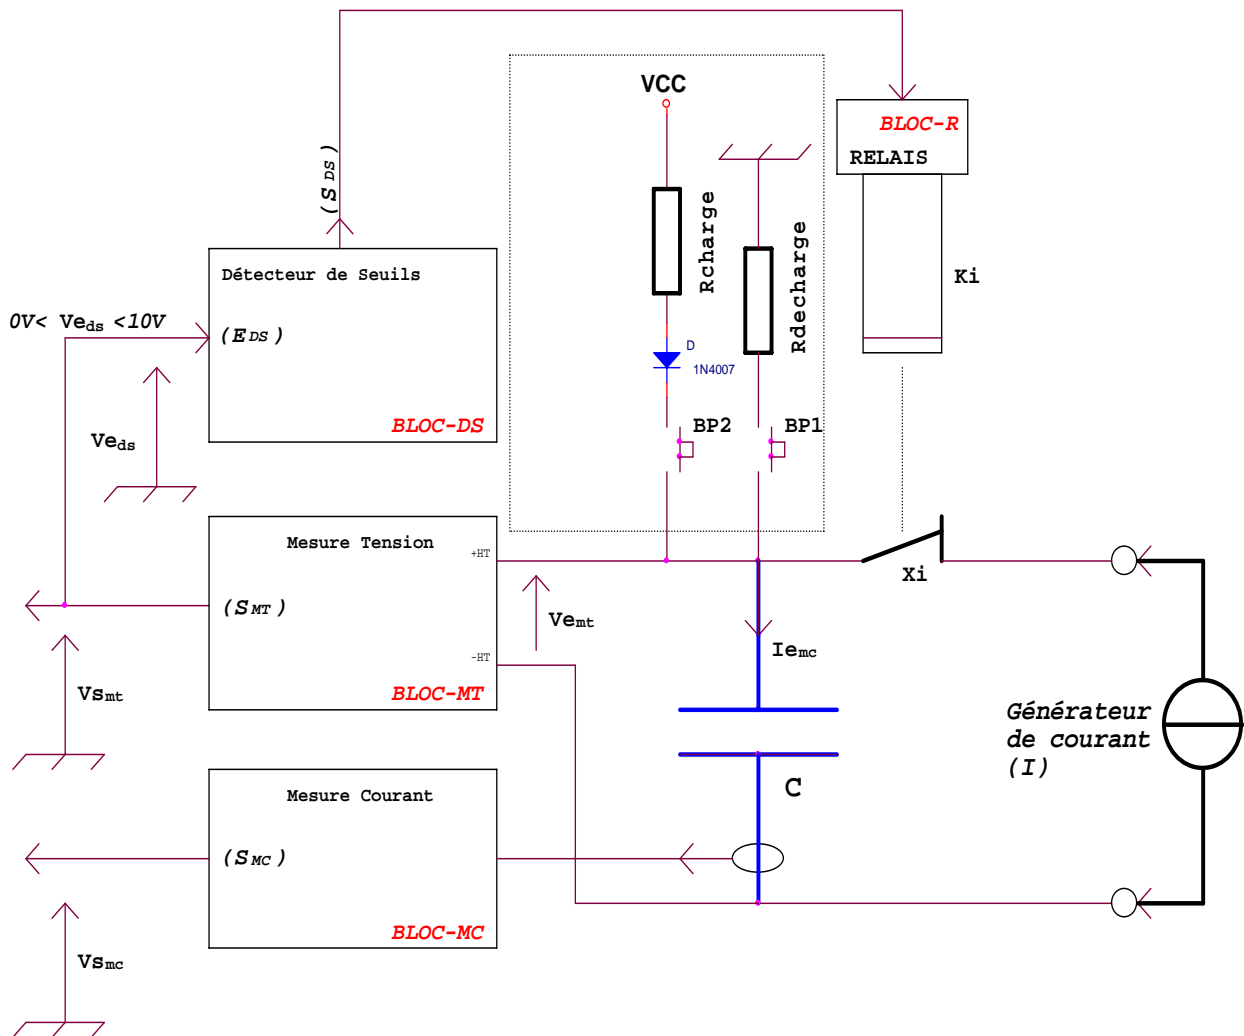 VCC
BLOC-R
RELAIS
(S DS)
Rcharge
Rdecharge
Ki
Détecteur de Seuils
0V< Veds <10V
(E DS )
D
1N4007
Veds
BLOC-DS
BP2
BP1
Mesure Tension
+HT
Xi
(S MT )
Vemt
Iemc
-HT
Vsmt
BLOC-MT
Générateur
de courant
(I)
C
Mesure Courant
(S MC )
BLOC-MC
Vsmc